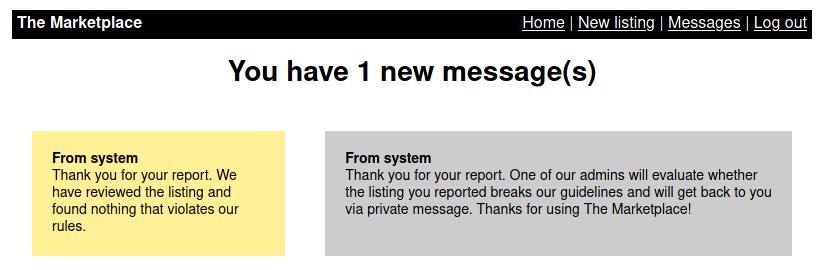 The Marketplace
Home | New listing | Messages | Log out
You have 1 new message(s)
From system
Thank you for your report. We
have reviewed the listing and
found nothing that violates our
rules.
From system
Thank you for your report. One of our admins will evaluate whether
the listing you reported breaks our guidelines and will get back to you
via private message. Thanks for using The Marketplace!